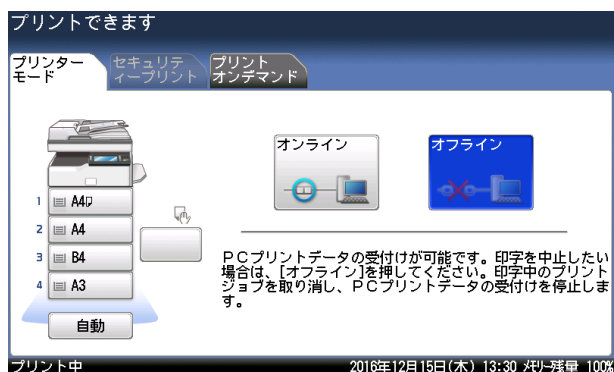 プリントできます
プリンター
モード
セキュリテ
ィープリント
プリント
オンデマンド
オンライン
オフライン
1 A4
2 A4
3 B4
4 A3
自動
ＰＣプリントデータの受付けが可能です。印字を中止したい
場合は、[オフライン]を押してください。印字中のプリント
ジョブを取り消し、ＰＣプリントデータの受付けを停止しま
す。
プリント中
2016年12月15日(木) 13:30 ﾒﾓﾘｰ残量 100%